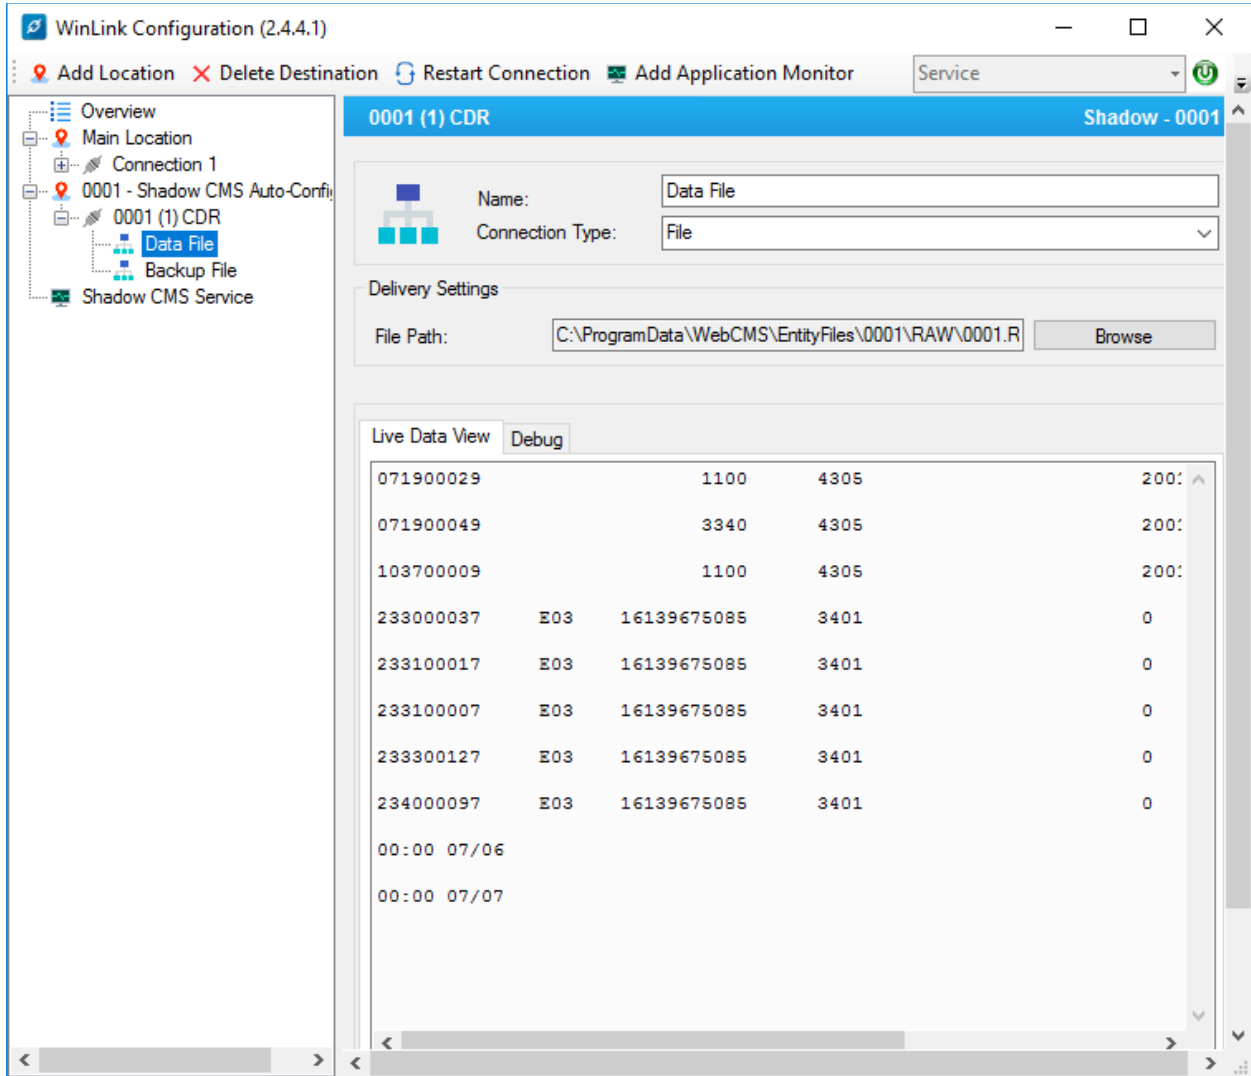 WinLink Configuration (2.4.4.1)
Add Location Delete Destination Restart Connection Add Application Monitor Service
Overview
Main Location
Connection 1
0001 - Shadow CMS Auto-Config
0001 (1) CDR
Data File
Backup File
Shadow CMS Service
0001 (1) CDR Shadow - 0001
Name: Data File
Connection Type: File
Delivery Settings
File Path: C:\ProgramData\WebCMS\EntityFiles\0001\RAW\0001.R Browse
Live Data View Debug
071900029 1100 4305 2001
071900049 3340 4305 2001
103700009 1100 4305 2001
233000037 E03 16139675085 3401 0
233100017 E03 16139675085 3401 0
233100007 E03 16139675085 3401 0
233300127 E03 16139675085 3401 0
234000097 E03 16139675085 3401 0
00:00 07/06
00:00 07/07